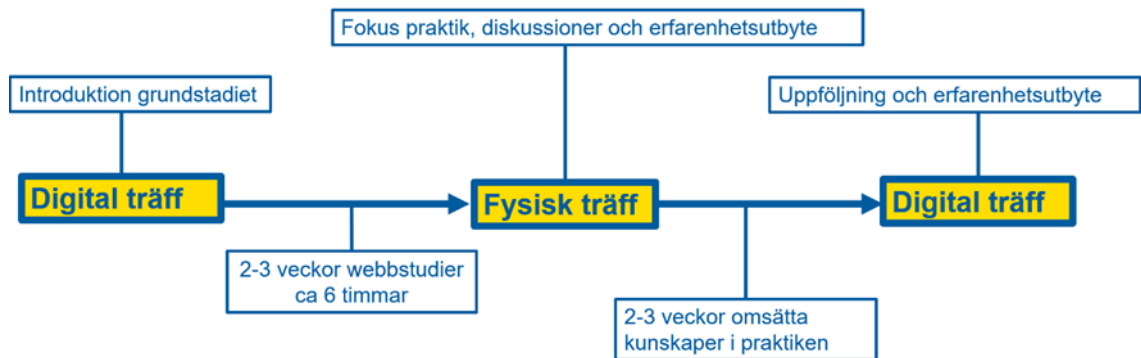 Fokus praktik, diskussioner och erfarenhetsutbyte
Introduktion grundstadiet
Uppföljning och erfarenhetsutbyte
Digital träff
Fysisk träff
Digital träff
2-3 veckor webbstudier
ca 6 timmar
2-3 veckor omsätta
kunskaper i praktiken